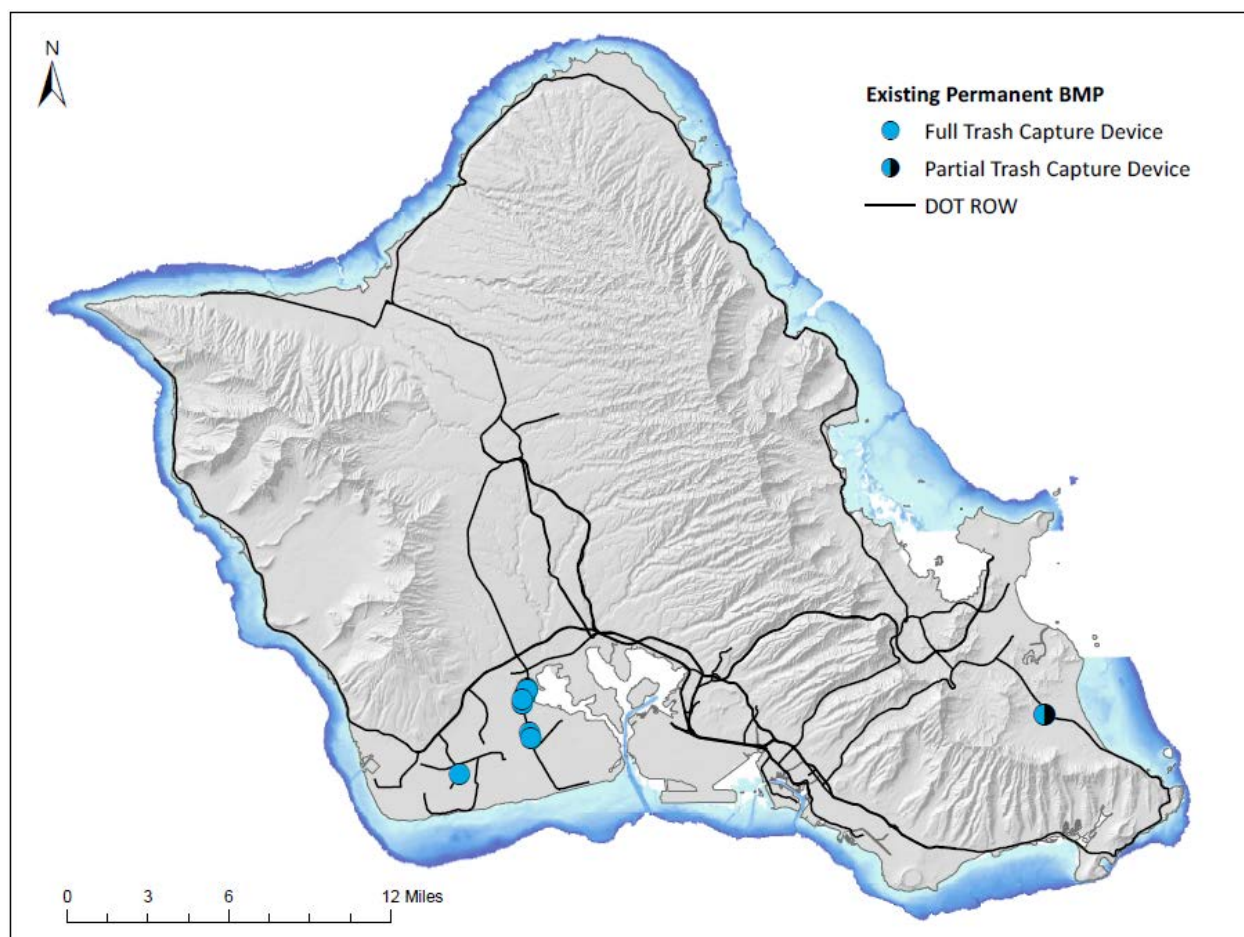 N
Existing Permanent BMP
Full Trash Capture Device
Partial Trash Capture Device
DOT ROW
0 3 6 12 Miles